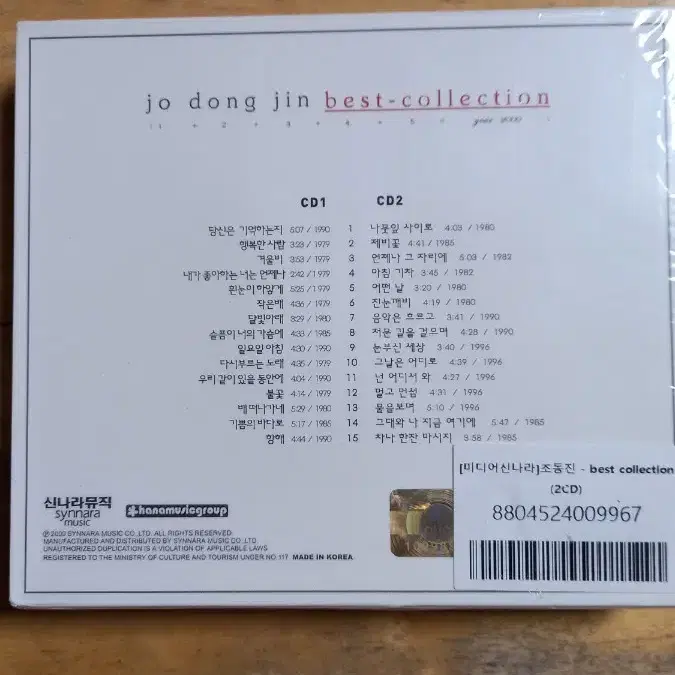 jo dong jin best-collection
1 + 2 + 3 + 4 + 5 + year 2000
CD1 CD2
당신은 기억하는지 5:07 / 1990 1 나뭇잎 사이로 4:03 / 1980
행복한 사람 3:23 / 1979 2 제비꽃 4:41 / 1985
겨울비 3:53 / 1979 3 언제나 그 자리에 5:03 / 1982
내가 좋아하는 너는 언제나 2:42 / 1979 4 아침 기차 3:45 / 1982
흰눈이 하얗게 5:25 / 1979 5 어떤 날 3:20 / 1980
작은배 4:36 / 1979 6 진눈깨비 4:19 / 1980
달빛아래 3:29 / 1980 7 음악은 흐르고 3:41 / 1990
슬픔이 너의 가슴에 4:33 / 1985 8 저문 길을 걸으며 4:28 / 1990
일요일 아침 4:30 / 1990 9 눈부신 세상 3:40 / 1996
다시부르는 노래 4:35 / 1979 10 그날은 어디로 4:39 / 1996
우리 같이 있을 동안에 4:04 / 1990 11 넌 어디서 와 4:27 / 1996
불꽃 4:14 / 1979 12 멀고 먼섬 4:31 / 1996
배 떠나가네 5:29 / 1980 13 물을보며 5:10 / 1996
기쁨의 바다로 5:17 / 1985 14 그대와 나 지금 여기에 5:47 / 1985
항해 4:44 / 1990 15 차나 한잔 마시지 3:58 / 1985
[미디어신나라]조동진 - best collection
(2CD)
8804524009967
신나라뮤직
synnara
music
hanamusicgroup
Ⓟ 2000 SYNNARA MUSIC CO.,LTD. ALL RIGHTS RESERVED.
MANUFACTURED AND DISTRIBUTED BY SYNNARA MUSIC CO.,LTD.
UNAUTHORIZED DUPLICATION IS A VIOLATION OF APPLICABLE LAWS.
REGISTERED TO THE MINISTRY OF CULTURE AND TOURISM UNDER NO.117 MADE IN KOREA